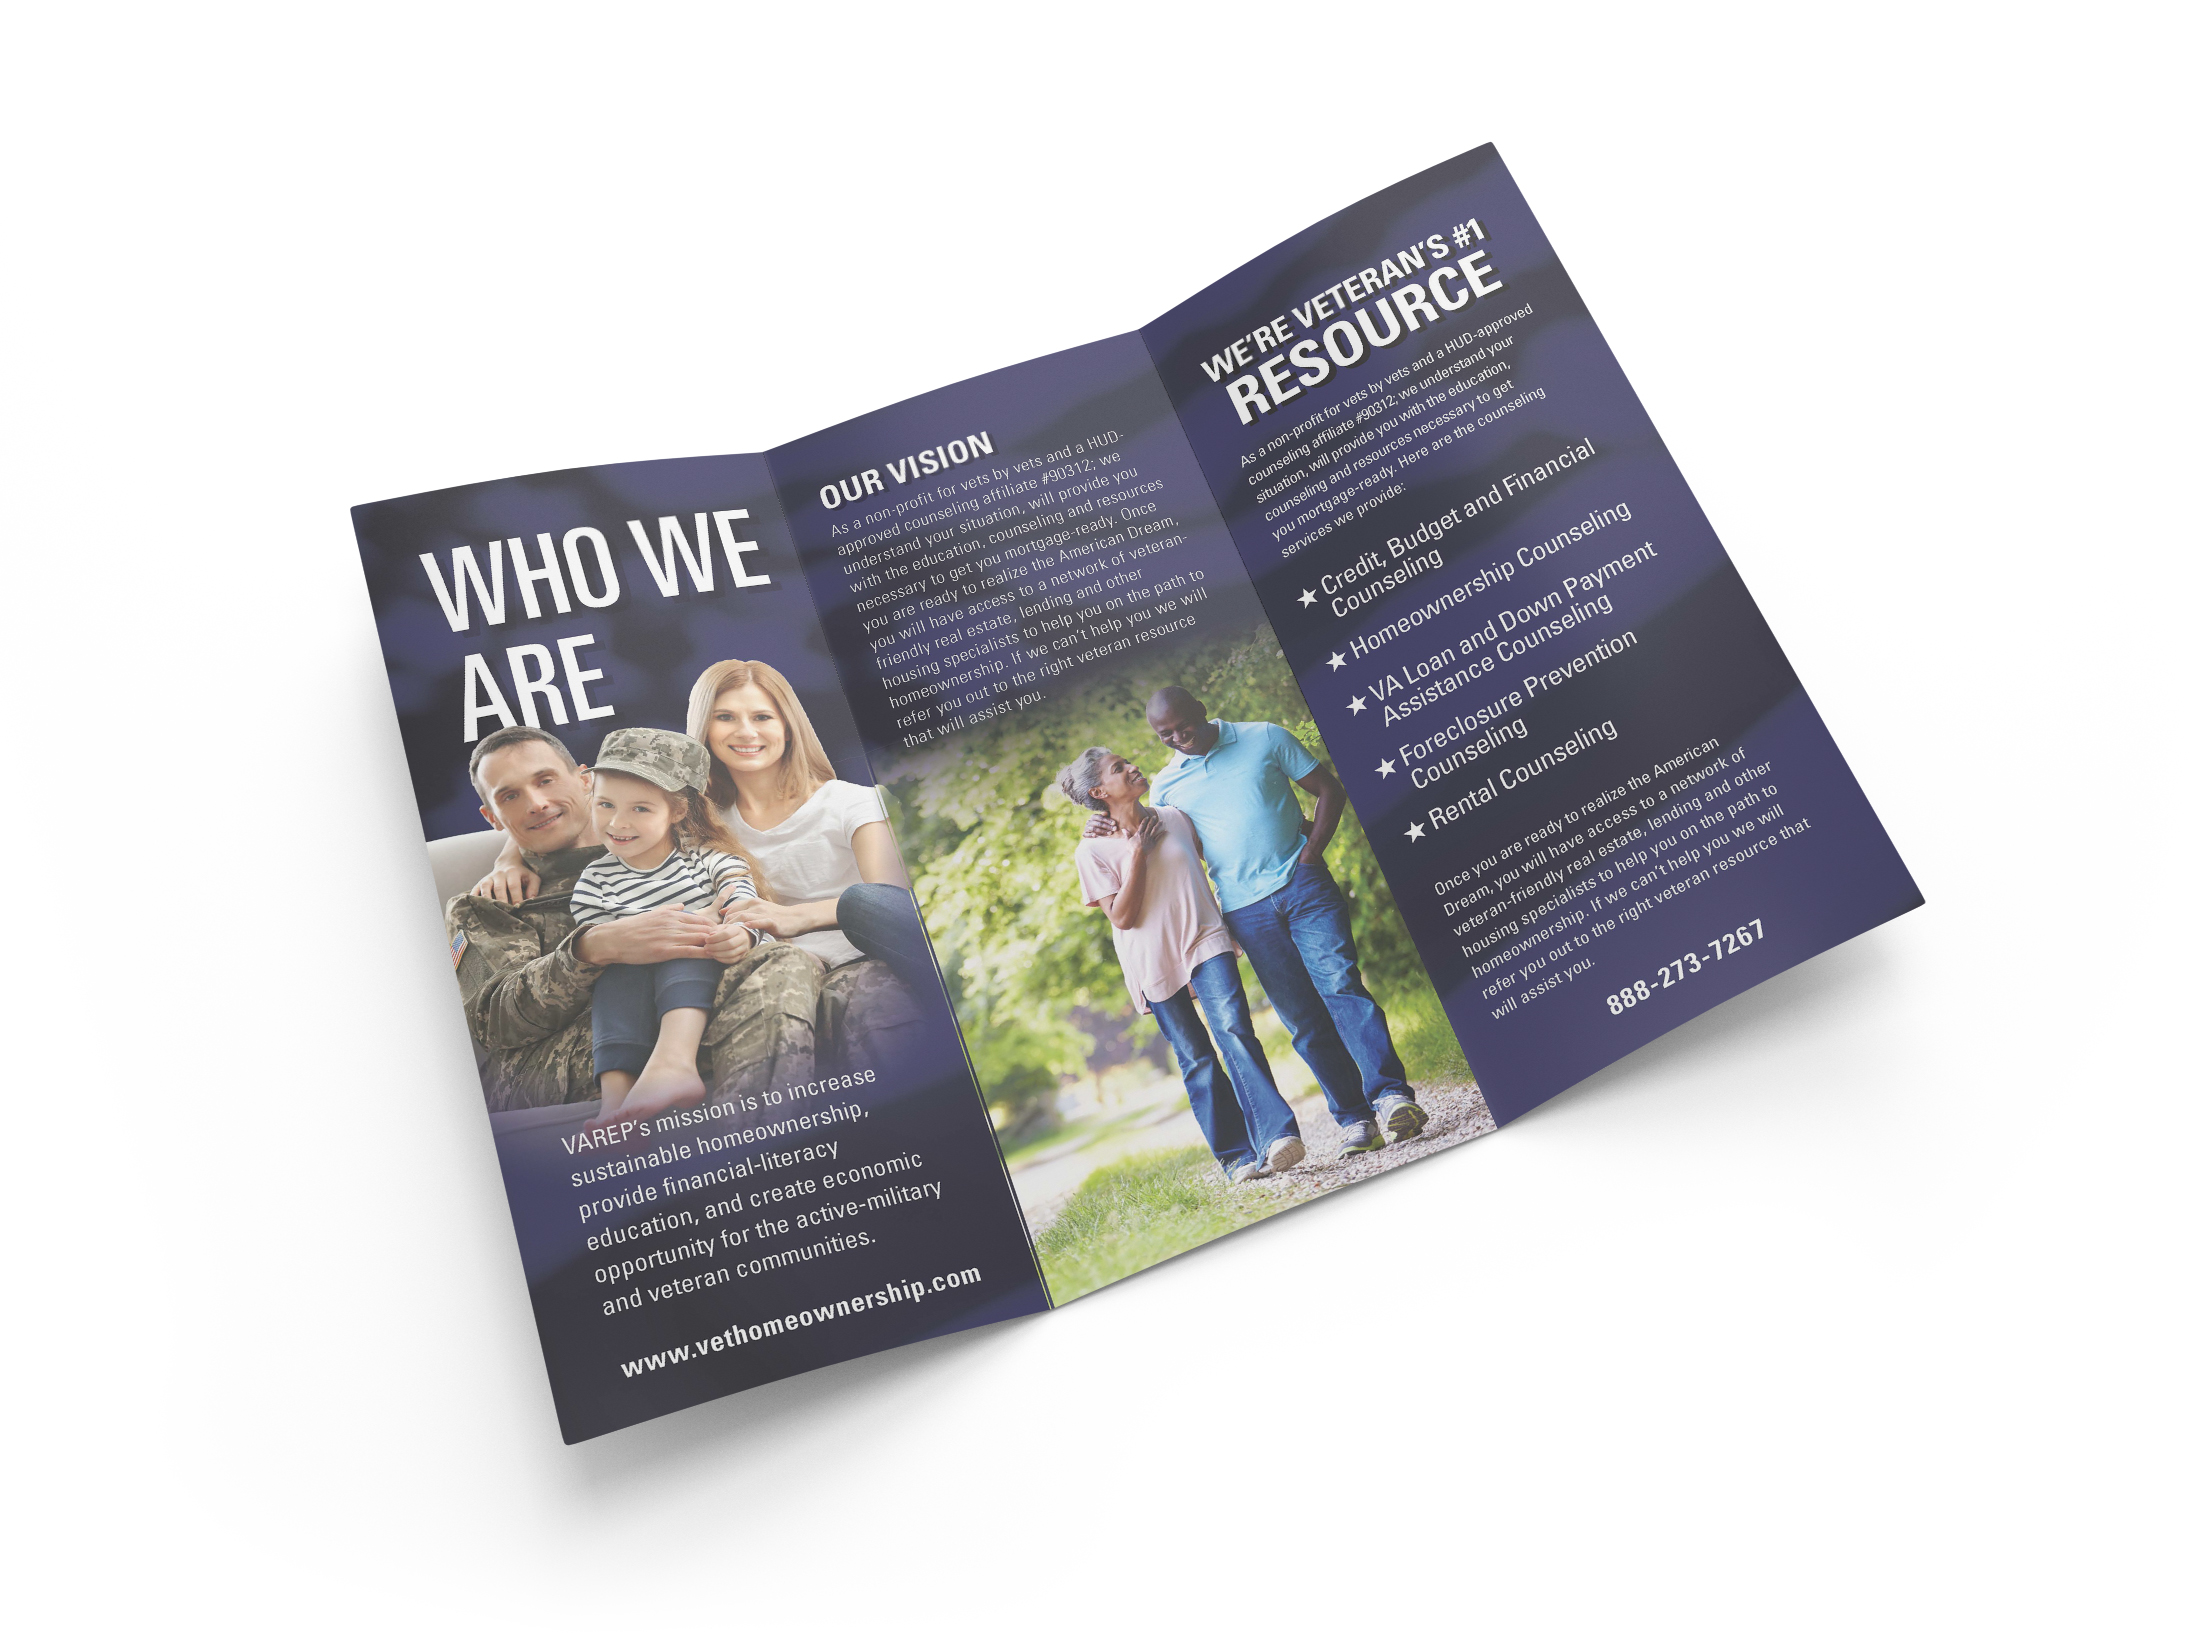 WHO WE
ARE
VAREP's mission is to increase
sustainable homeownership,
provide financial-literacy
education, and create economic
opportunity for the active-military
and veteran communities.
www.vethomeownership.com
OUR VISION
As a non-profit for vets by vets and a HUD-
approved counseling affiliate #90312; we
understand your situation, will provide you
with the education, counseling and resources
necessary to get you mortgage-ready. Once
you are ready to realize the American Dream,
you will have access to a network of veteran-
friendly real estate, lending and other
housing specialists to help you on the path to
homeownership. If we can't help you we will
refer you out to the right veteran resource
that will assist you.
WE'RE VETERAN'S #1
RESOURCE
As a non-profit for vets by vets and a HUD-approved
counseling affiliate #90312; we understand your
situation, will provide you with the education,
counseling and resources necessary to get
you mortgage-ready. Here are the counseling
services we provide:
★ Credit, Budget and Financial
Counseling
★ Homeownership Counseling
★ VA Loan and Down Payment
Assistance Counseling
★ Foreclosure Prevention
Counseling
★ Rental Counseling
Once you are ready to realize the American
Dream, you will have access to a network of
veteran-friendly real estate, lending and other
housing specialists to help you on the path to
homeownership. If we can't help you we will
refer you out to the right veteran resource that
will assist you.
888-273-7267